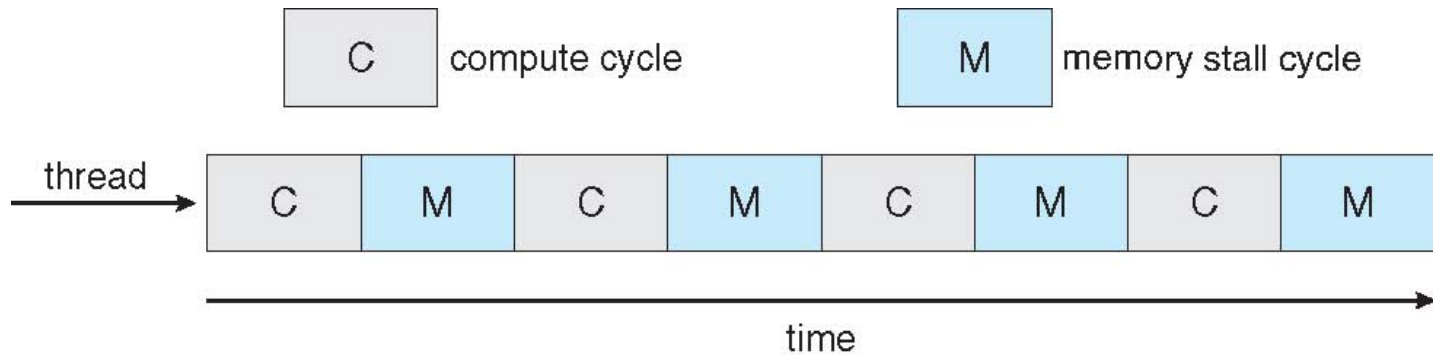 C compute cycle M memory stall cycle
thread
C M C M C M C M
time